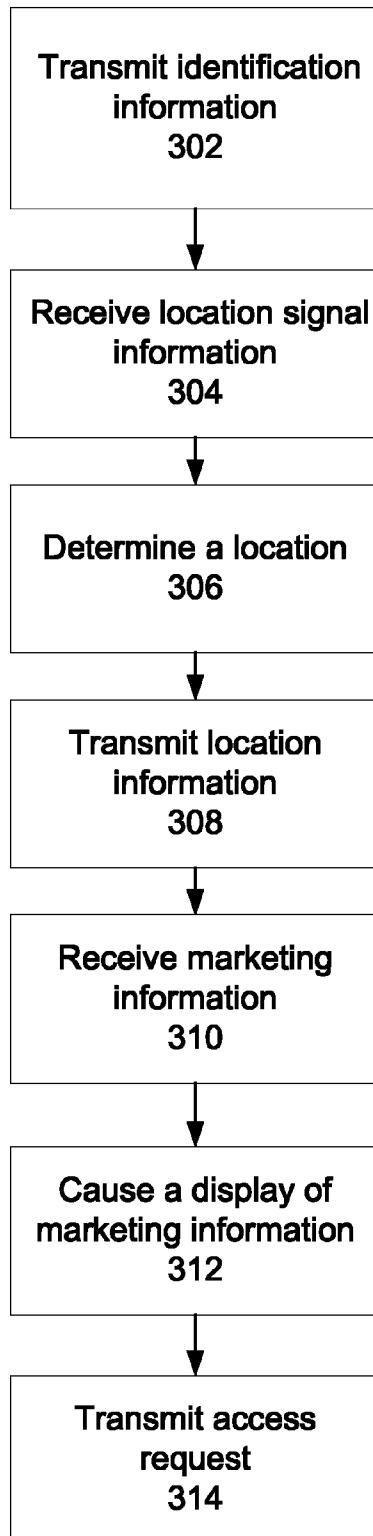 Transmit identification
information
302
Receive location signal
information
304
Determine a location
306
Transmit location
information
308
Receive marketing
information
310
Cause a display of
marketing information
312
Transmit access
request
314